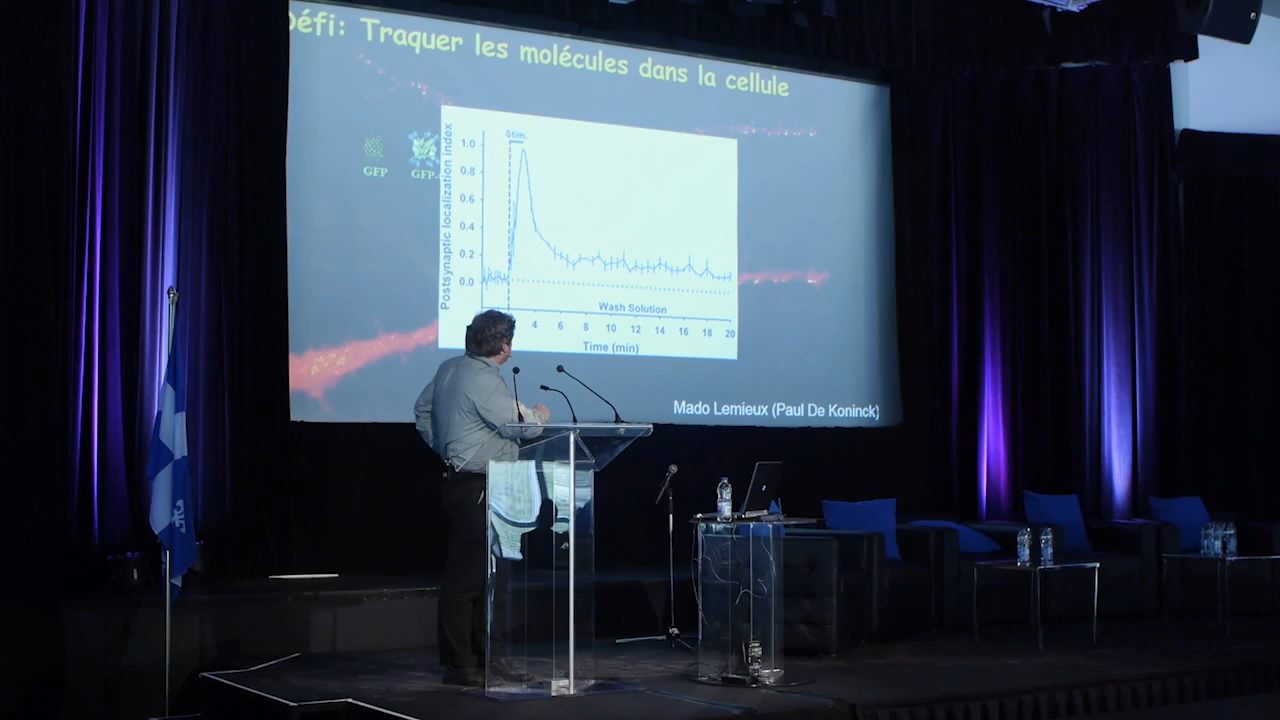 éfi: Traquer les molécules dans la cellule
GFP
GFP-
Postsynaptic localization index
Stim.
1.0
0.8
0.6
0.4
0.2
0.0
Wash Solution
4 6 8 10 12 14 16 18 20
Time (min)
Mado Lemieux (Paul De Koninck)